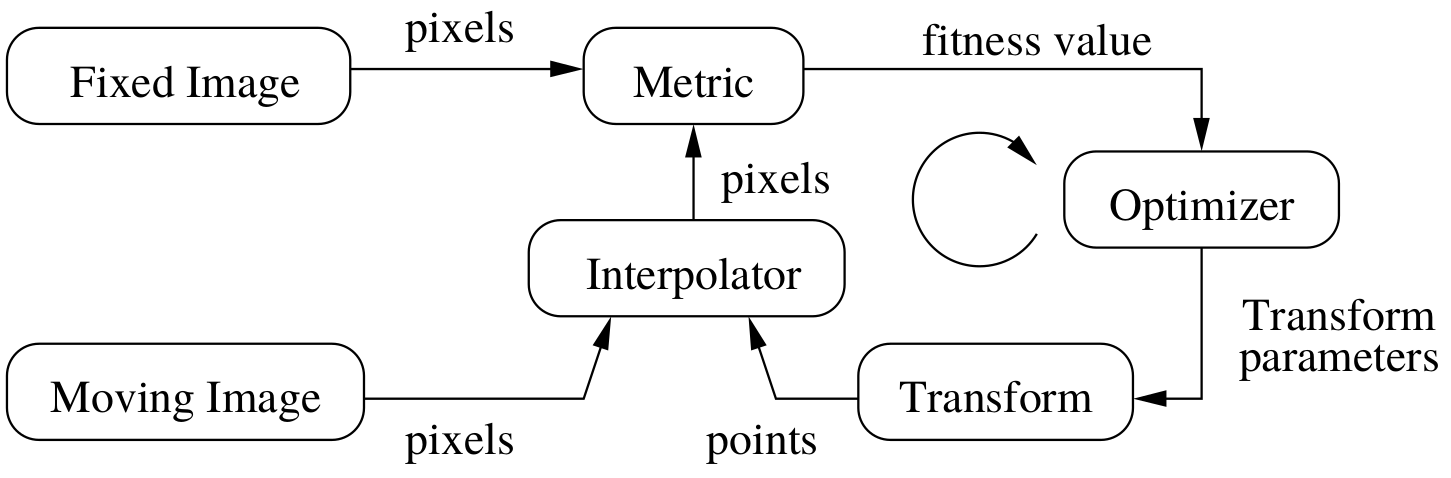 pixels
fitness value
Fixed Image
Metric
pixels
Optimizer
Interpolator
Transform
parameters
Moving Image
Transform
pixels
points